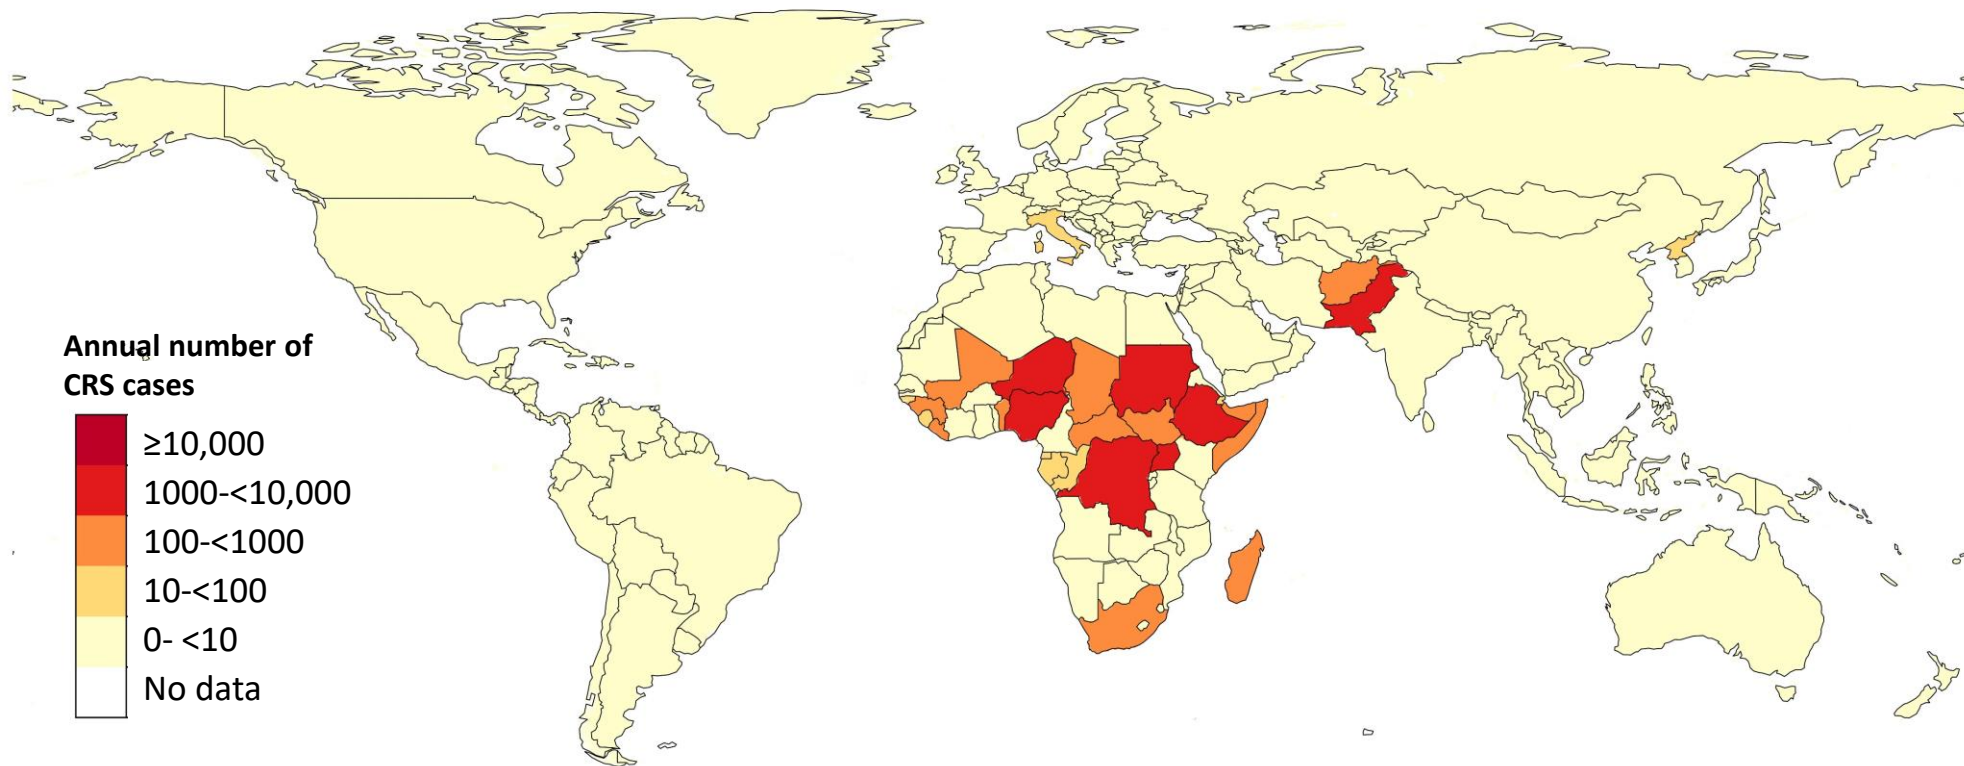 Annual number of
CRS cases
≥10,000
1000-<10,000
100-<1000
10-<100
0- <10
No data